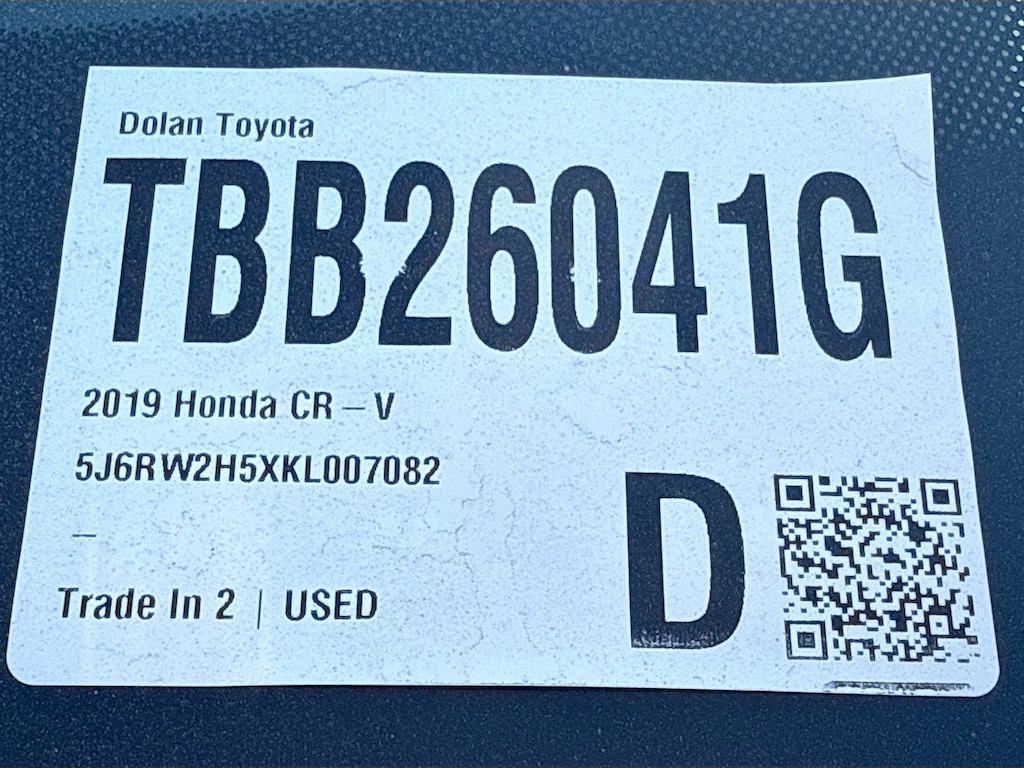 Dolan Toyota
TBB26041G
2019 Honda CR – V
5J6RW2H5XKL007082
–
D
Trade In 2 | USED